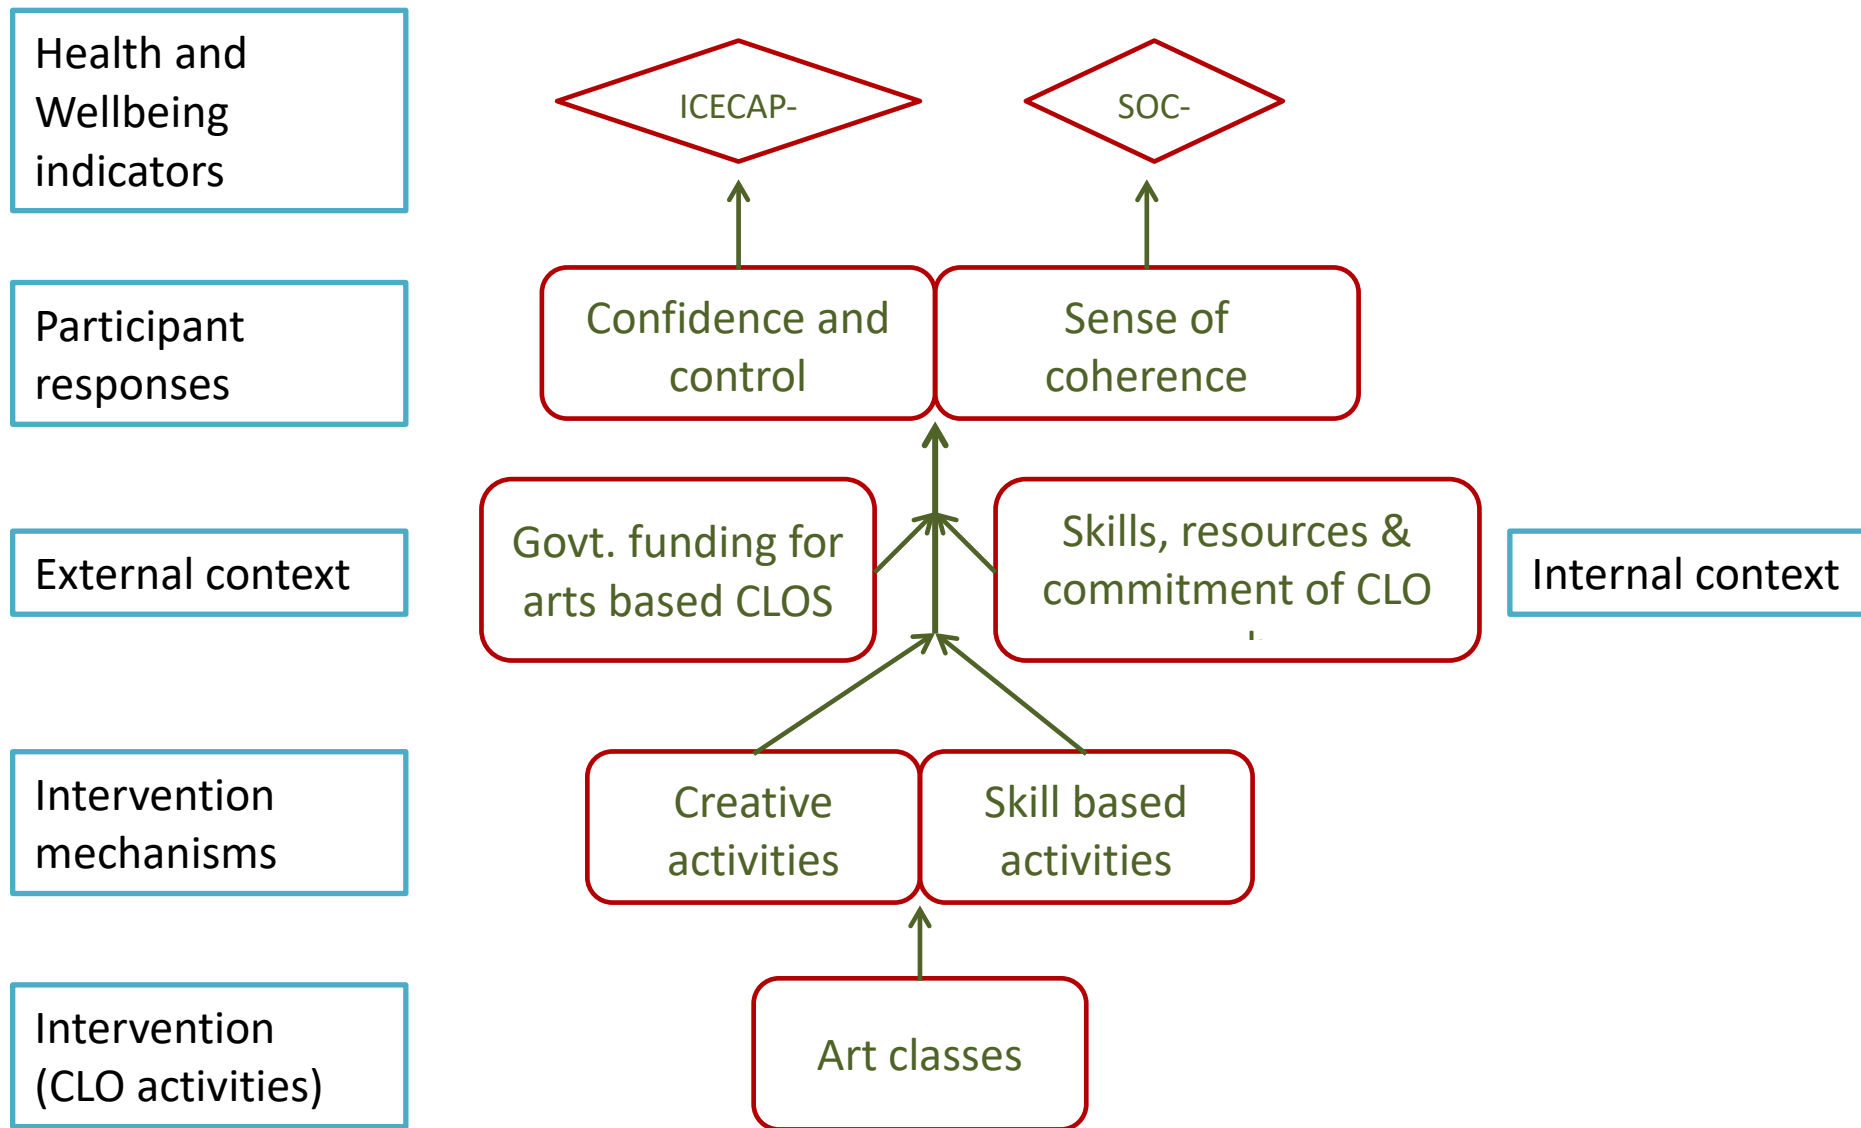 Health and
Wellbeing
indicators
ICECAP-
SOC-
Participant
responses
Confidence and
control
Sense of
coherence
External context
Govt. funding for
arts based CLOS
Skills, resources &
commitment of CLO
Internal context
Intervention
mechanisms
Creative
activities
Skill based
activities
Intervention
(CLO activities)
Art classes